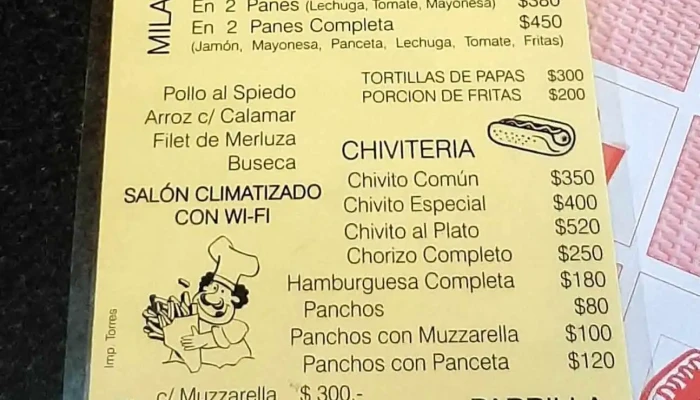 MILA
En 2 Panes (Lechuga, Tomate, Mayonesa) $380
En 2 Panes Completa $450
(Jamón, Mayonesa, Panceta, Lechuga, Tomate, Fritas)
TORTILLAS DE PAPAS $300
PORCION DE FRITAS $200
Pollo al Spiedo
Arroz c/ Calamar
Filet de Merluza
Buseca
SALÓN CLIMATIZADO
CON WI-FI
CHIVITERIA
Chivito Común $350
Chivito Especial $400
Chivito al Plato $520
Chorizo Completo $250
Hamburguesa Completa $180
Panchos $80
Panchos con Muzzarella $100
Panchos con Panceta $120
Imp. Torres
c/ Muzzarella $ 300.-
PARRILLA